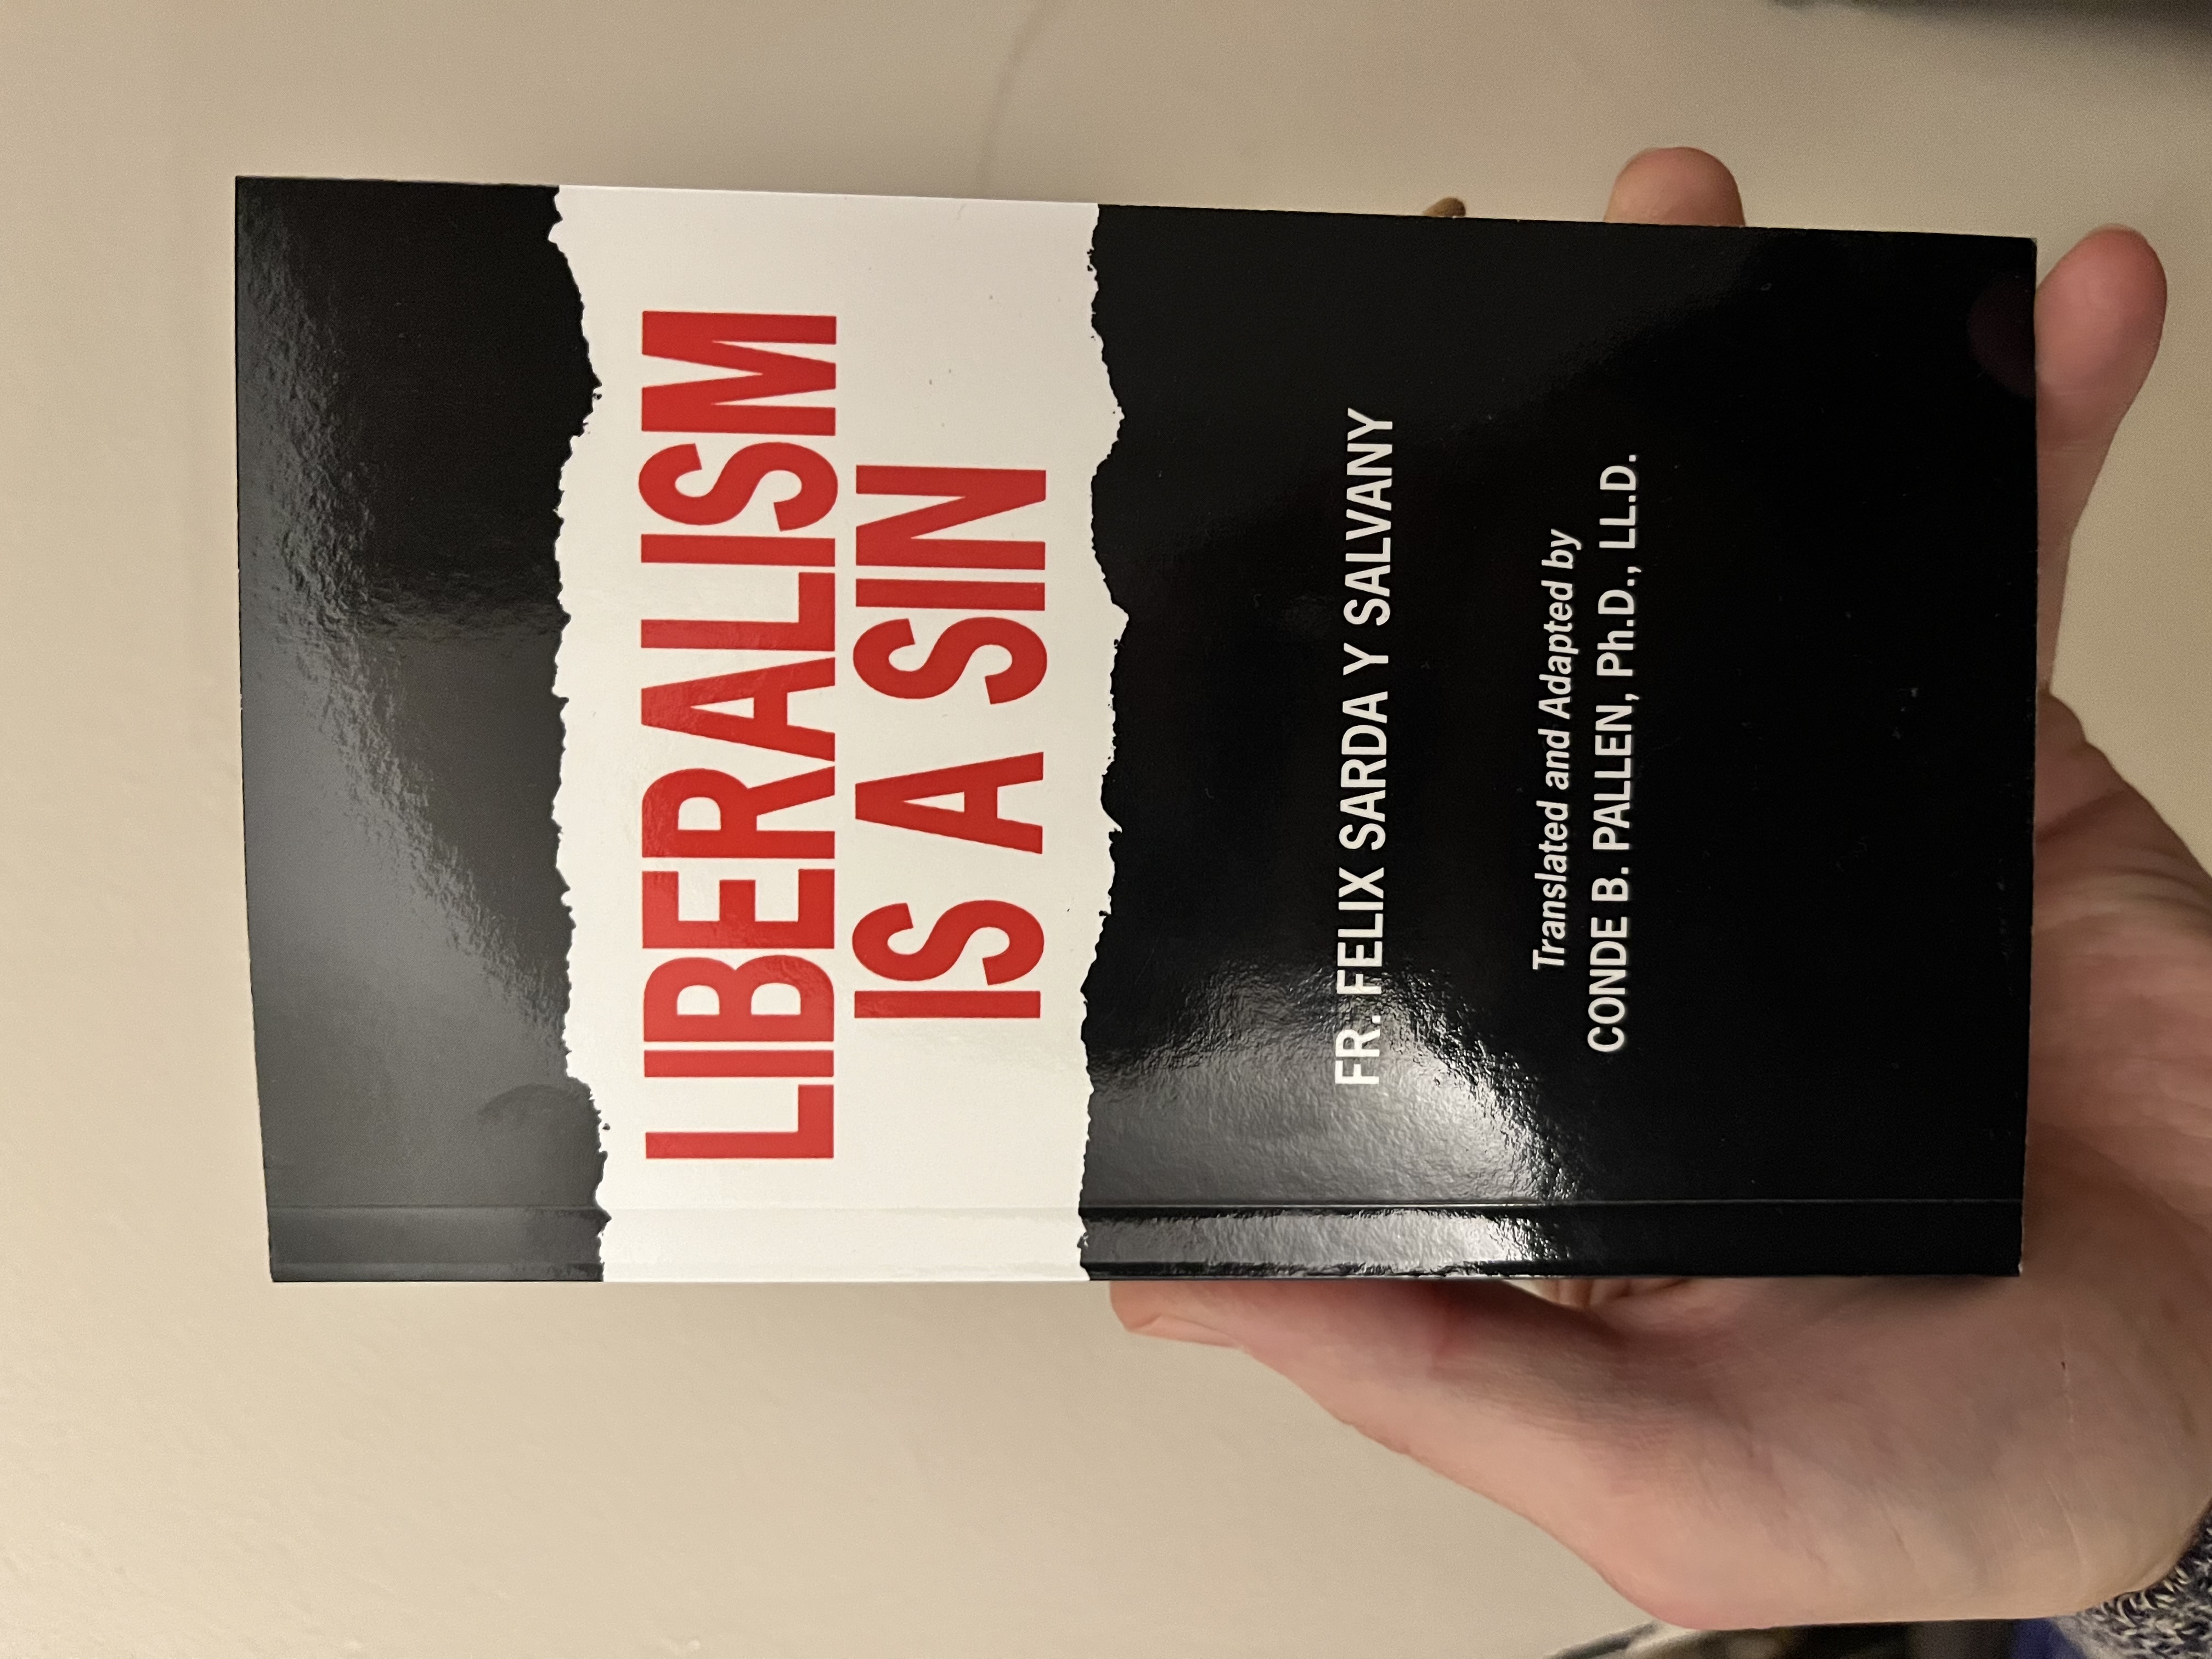 LIBERALISM
IS A SIN
FR. FELIX SARDA Y SALVANY
Translated and Adapted by
CONDE B. PALLEN, Ph.D., LL.D.